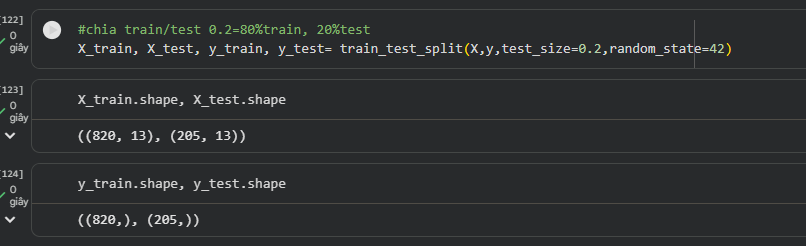 [122]
0
giây
#chia train/test 0.2=80%train, 20%test
X_train, X_test, y_train, y_test= train_test_split(X,y,test_size=0.2,random_state=42)
[123]
0
giây
X_train.shape, X_test.shape
((820, 13), (205, 13))
[124]
0
giây
y_train.shape, y_test.shape
((820,), (205,))